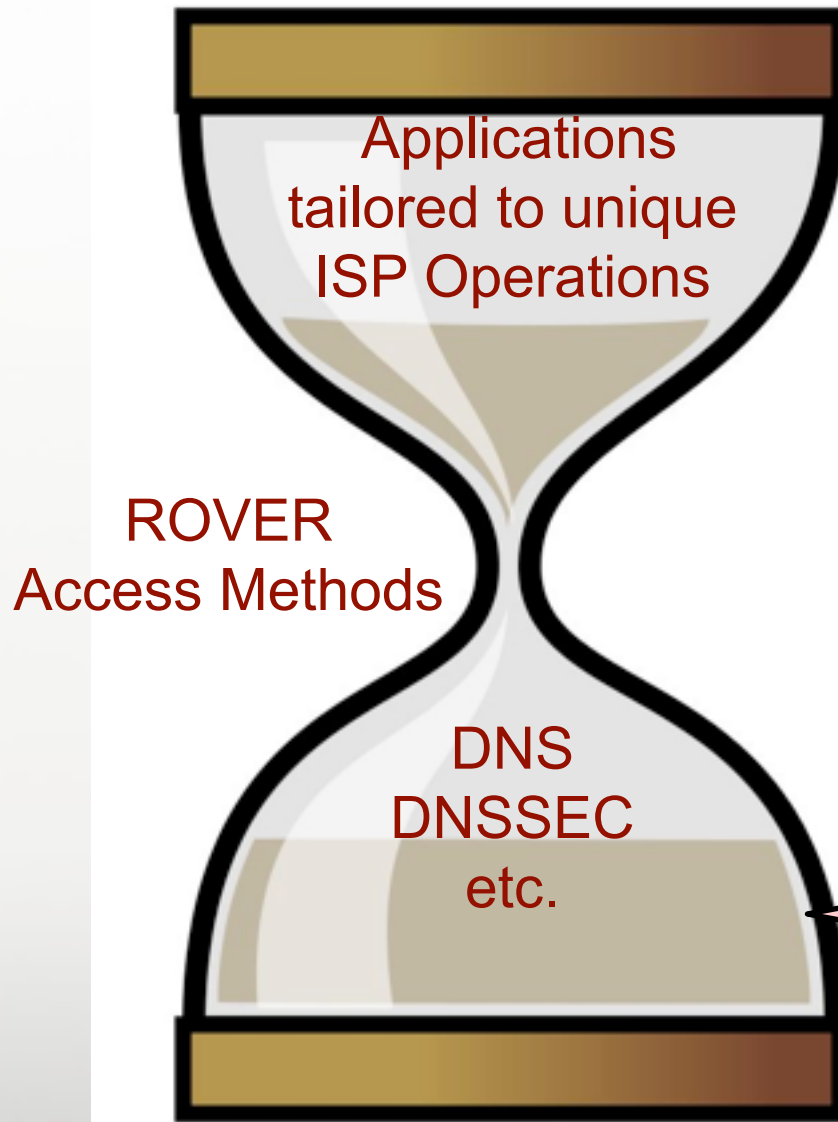 Applications
tailored to unique
ISP Operations
ROVER
Access Methods
DNS
DNSSEC
etc.